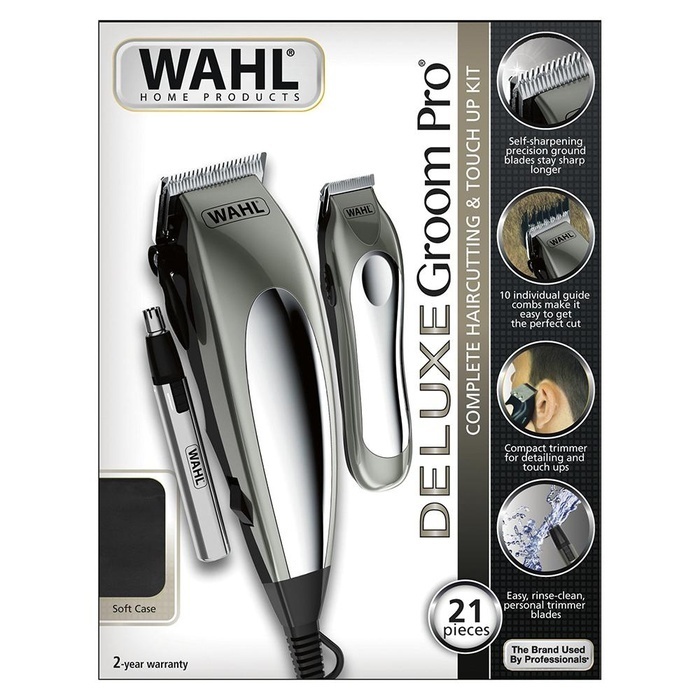 WAHL®
HOME PRODUCTS
DELUXE Groom Pro®
COMPLETE HAIRCUTTING & TOUCH UP KIT
WAHL
WAHL
WAHL
Soft Case
2-year warranty
21
pieces
Self-sharpening
precision ground
blades stay sharp
longer
WAHL
10 individual guide
combs make it
easy to get
the perfect cut
Compact trimmer
for detailing and
touch ups
Easy, rinse-clean,
personal trimmer
blades
The Brand Used
By Professionals®